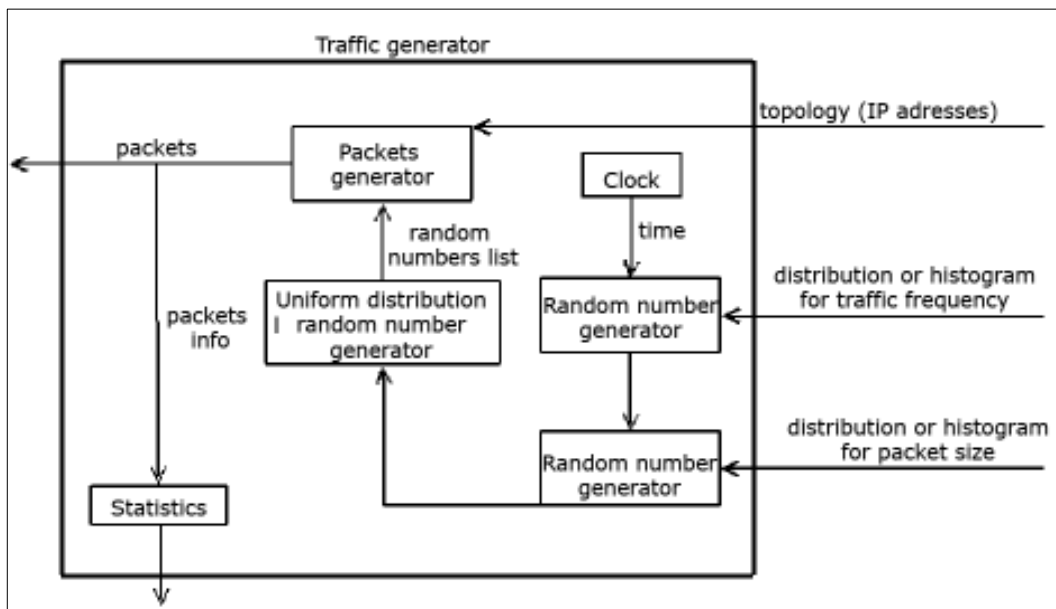 Traffic generator
topology (IP adresses)
packets
Packets
generator
Clock
time
random
numbers list
distribution or histogram
for traffic frequency
Uniform distribution
| random number
generator
Random number
generator
packets
info
distribution or histogram
for packet size
Random number
generator
Statistics